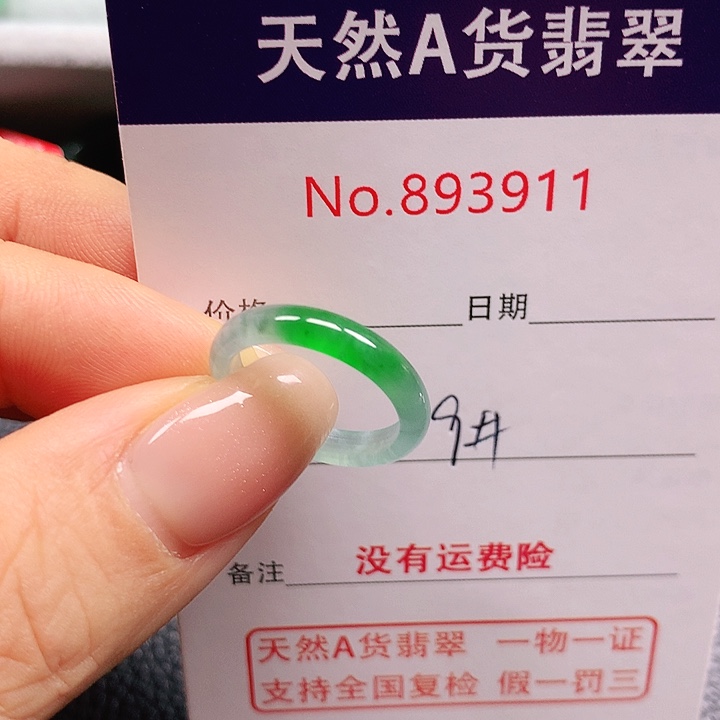 天然A货翡翠
No.893911
价格 日期
9#
备注 没有运费险
天然A货翡翠 一物一证
支持全国复检 假一罚三